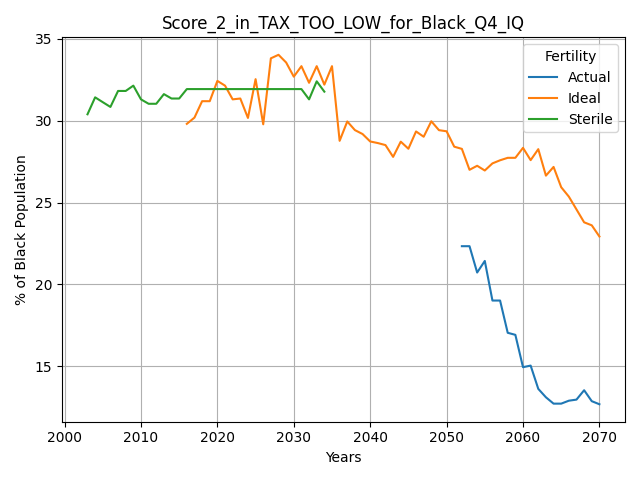 Score_2_in_TAX_TOO_LOW_for_Black_Q4_IQ
Fertility
Actual
Ideal
Sterile
% of Black Population
35
30
25
20
15
2000 2010 2020 2030 2040 2050 2060 2070
Years